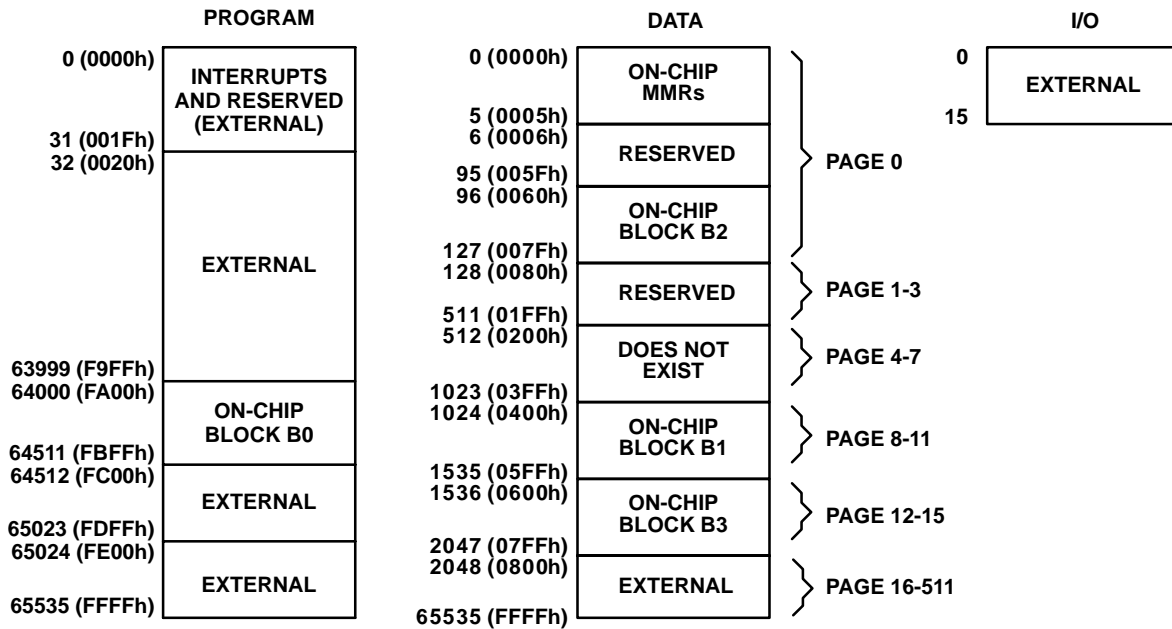 PROGRAM
0 (0000h)
INTERRUPTS
AND RESERVED
(EXTERNAL)
31 (001Fh)
32 (0020h)
EXTERNAL
63999 (F9FFh)
64000 (FA00h)
ON-CHIP
BLOCK B0
64511 (FBFFh)
64512 (FC00h)
EXTERNAL
65023 (FDFFh)
65024 (FE00h)
EXTERNAL
65535 (FFFFh)
DATA
0 (0000h)
ON-CHIP
MMRs
5 (0005h)
6 (0006h)
RESERVED
95 (005Fh)
96 (0060h)
ON-CHIP
BLOCK B2
127 (007Fh)
128 (0080h)
RESERVED
511 (01FFh)
512 (0200h)
DOES NOT
EXIST
1023 (03FFh)
1024 (0400h)
ON-CHIP
BLOCK B1
1535 (05FFh)
1536 (0600h)
ON-CHIP
BLOCK B3
2047 (07FFh)
2048 (0800h)
EXTERNAL
65535 (FFFFh)
PAGE 0
PAGE 1-3
PAGE 4-7
PAGE 8-11
PAGE 12-15
PAGE 16-511
I/O
0
EXTERNAL
15